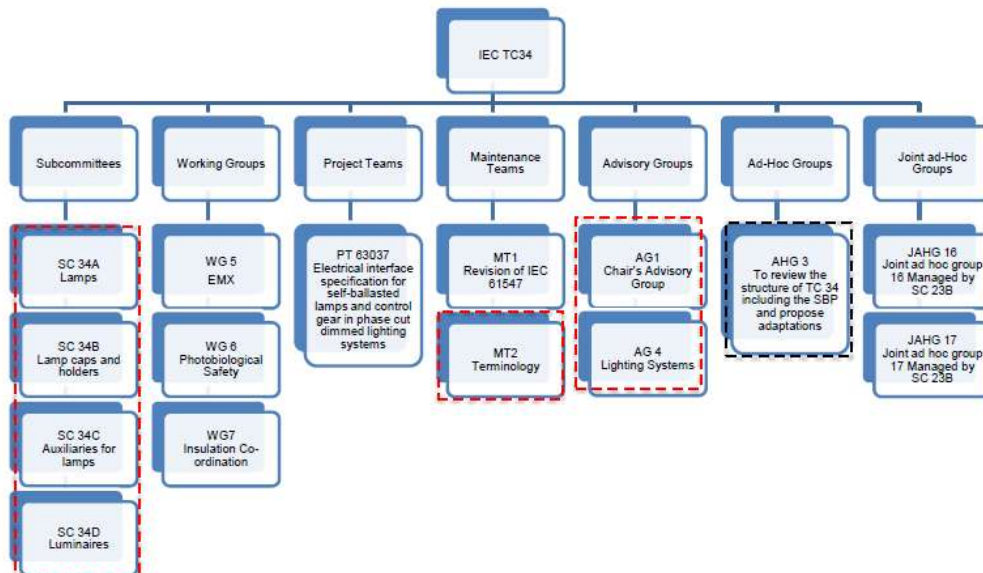 IEC TC34
Subcommittees
Working Groups
Project Teams
Maintenance
Teams
Advisory Groups
Ad-Hoc Groups
Joint ad-Hoc
Groups
SC 34A
Lamps
SC 34B
Lamp caps and
holders
SC 34C
Auxiliaries for
lamps
SC 34D
Luminaires
WG 5
EMX
WG 6
Photobiological
Safety
WG7
Insulation Co-
ordination
PT 63037
Electrical interface
specification for
self-ballasted
lamps and control
gear in phase out
dimmed lighting
systems
MT1
Revision of IEC
61547
MT2
Terminology
AG1
Chair's Advisory
Group
AG 4
Lighting Systems
AHG 3
To review the
structure of TC 34
including the SBP
and propose
adaptations
JAHG 16
Joint ad hoc group
16 Managed by
SC 23B
JAHG 17
Joint ad hoc group
17 Managed by
SC 23B